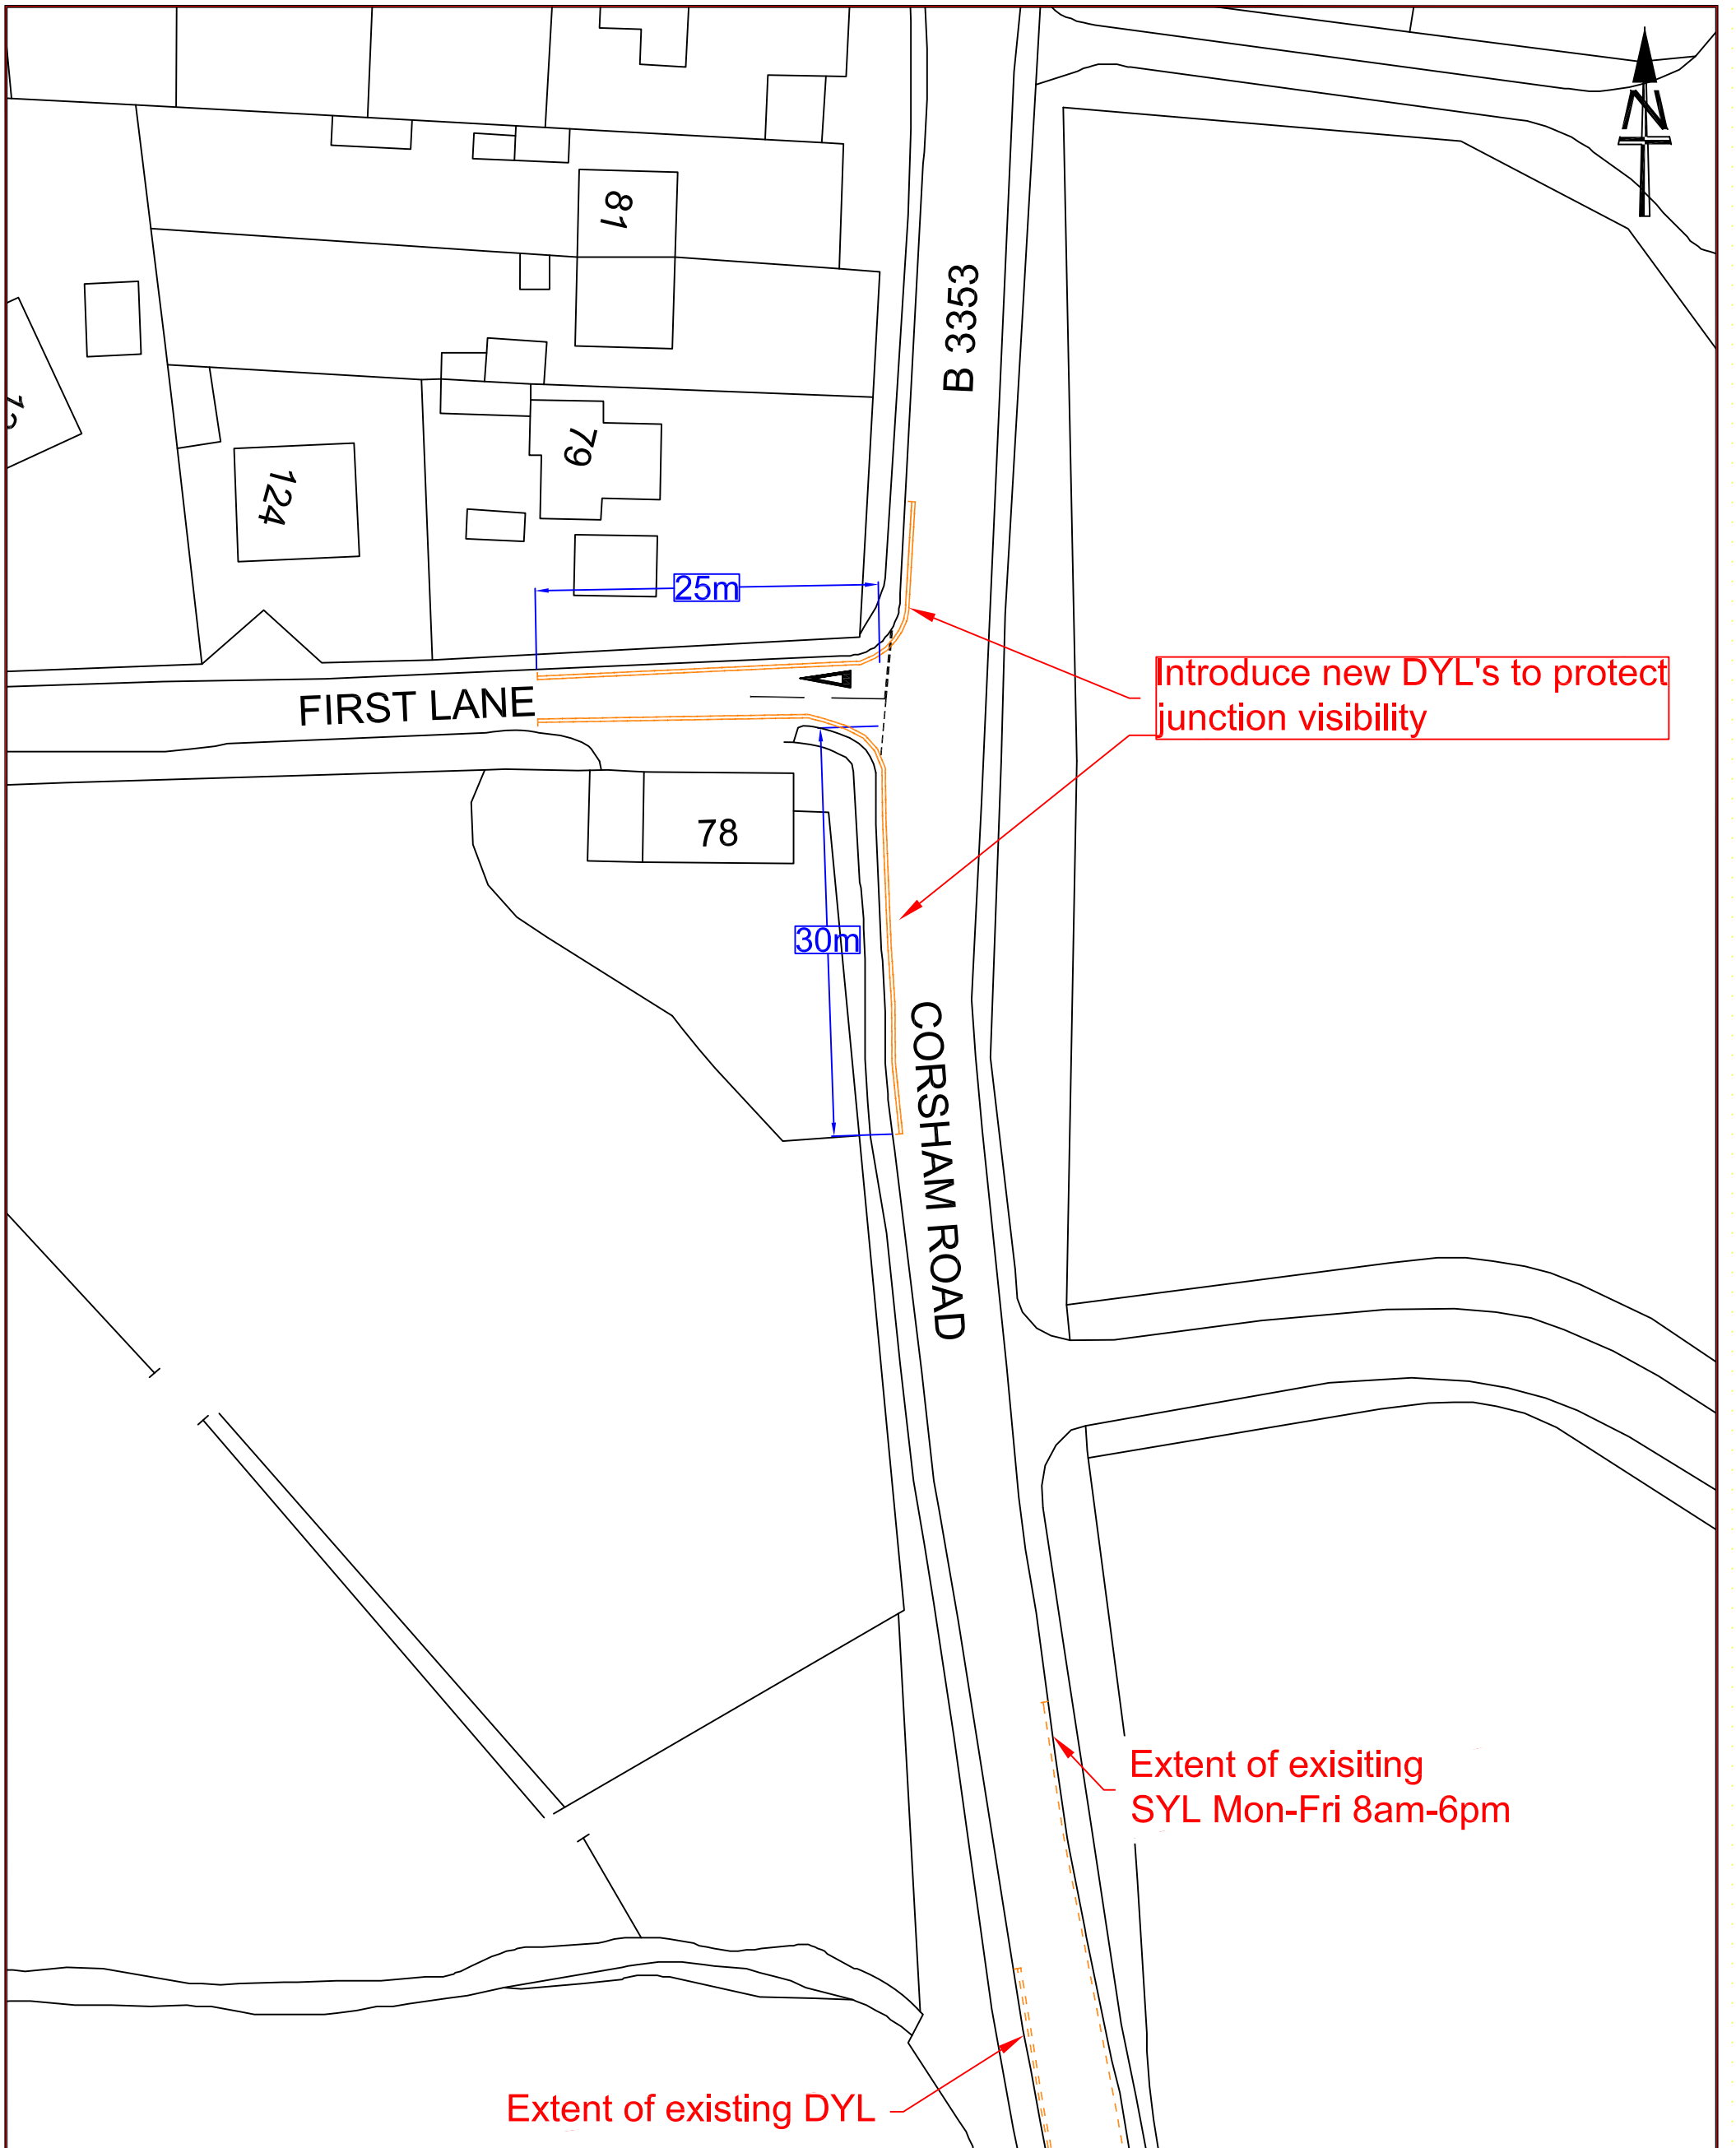 N
81
B 3353
79
124
25m
Introduce new DYL's to protect
junction visibility
FIRST LANE
78
30m
CORSHAM ROAD
Extent of exisiting
SYL Mon-Fri 8am-6pm
Extent of existing DYL